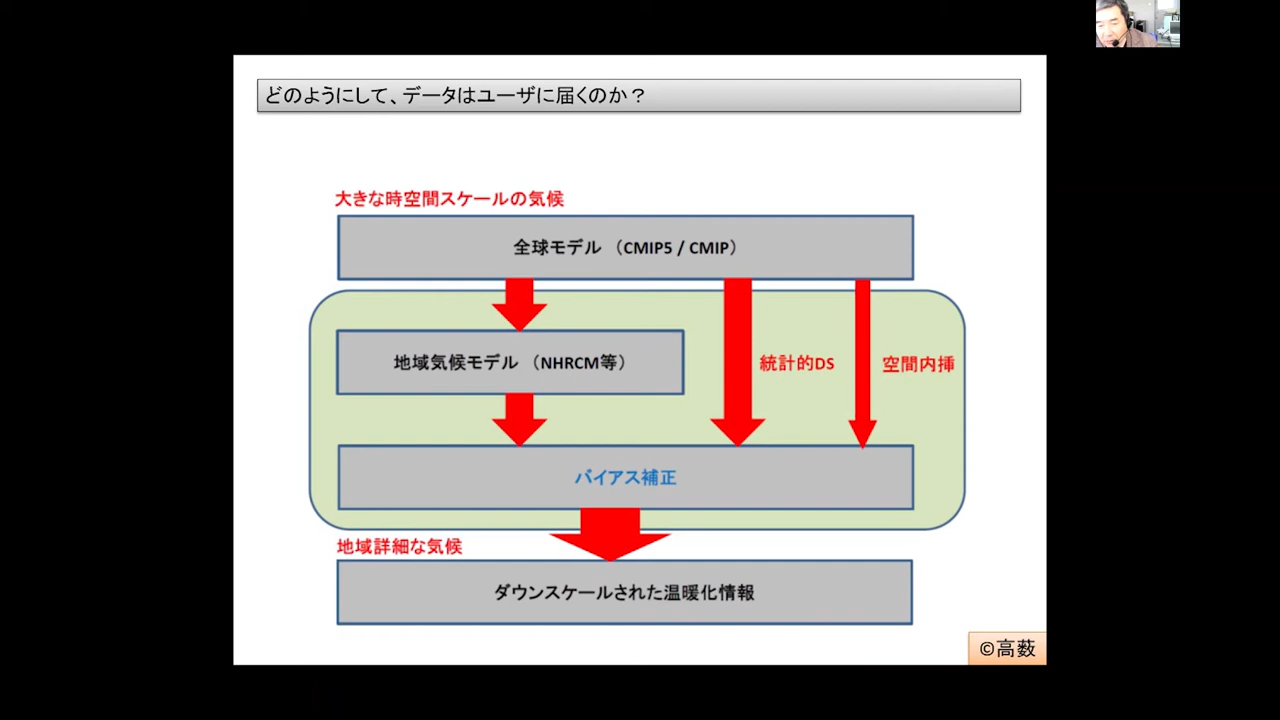 どのようにして、データはユーザに届くのか？
大きな時空間スケールの気候
全球モデル （CMIP5 / CMIP）
地域気候モデル （NHRCM等）
統計的DS
空間内挿
バイアス補正
地域詳細な気候
ダウンスケールされた温暖化情報
©高薮